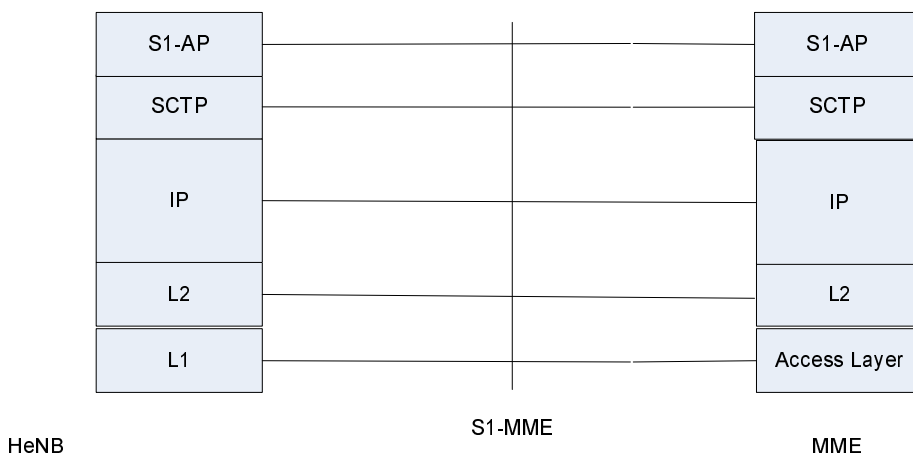 S1-AP
S1-AP
SCTP
SCTP
IP
IP
L2
L2
L1
Access Layer
S1-MME
HeNB
MME